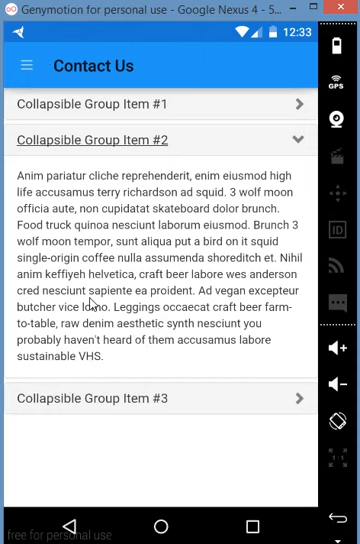 Genymotion for personal use - Google Nexus 4 - 5...
12:33
Contact Us
Collapsible Group Item #1
Collapsible Group Item #2
Anim pariatur cliche reprehenderit, enim eiusmod high
life accusamus terry richardson ad squid. 3 wolf moon
officia aute, non cupidatat skateboard dolor brunch.
Food truck quinoa nesciunt laborum eiusmod. Brunch 3
wolf moon tempor, sunt aliqua put a bird on it squid
single-origin coffee nulla assumenda shoreditch et. Nihil
anim keffiyeh helvetica, craft beer labore wes anderson
cred nesciunt sapiente ea proident. Ad vegan excepteur
butcher vice lomo. Leggings occaecat craft beer farm-
to-table, raw denim aesthetic synth nesciunt you
probably haven't heard of them accusamus labore
sustainable VHS.
Collapsible Group Item #3
free for personal use
GPS
ID
1:1